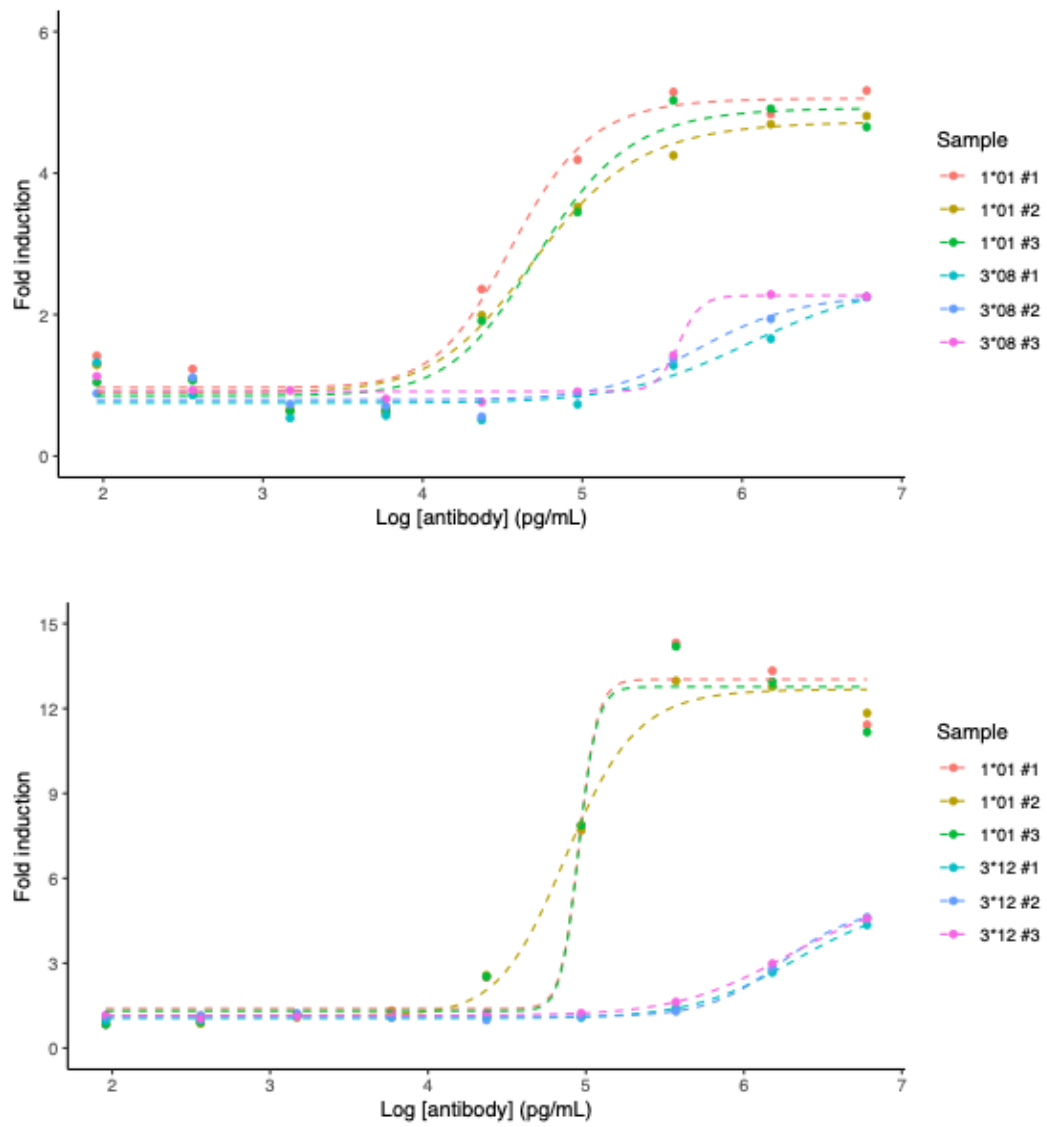 6
4
2
0
Fold induction
2 3 4 5 6 7
Log [antibody] (pg/mL)
Sample
1*01 #1
1*01 #2
1*01 #3
3*08 #1
3*08 #2
3*08 #3
15
12
9
6
3
0
Fold induction
2 3 4 5 6 7
Log [antibody] (pg/mL)
Sample
1*01 #1
1*01 #2
1*01 #3
3*12 #1
3*12 #2
3*12 #3